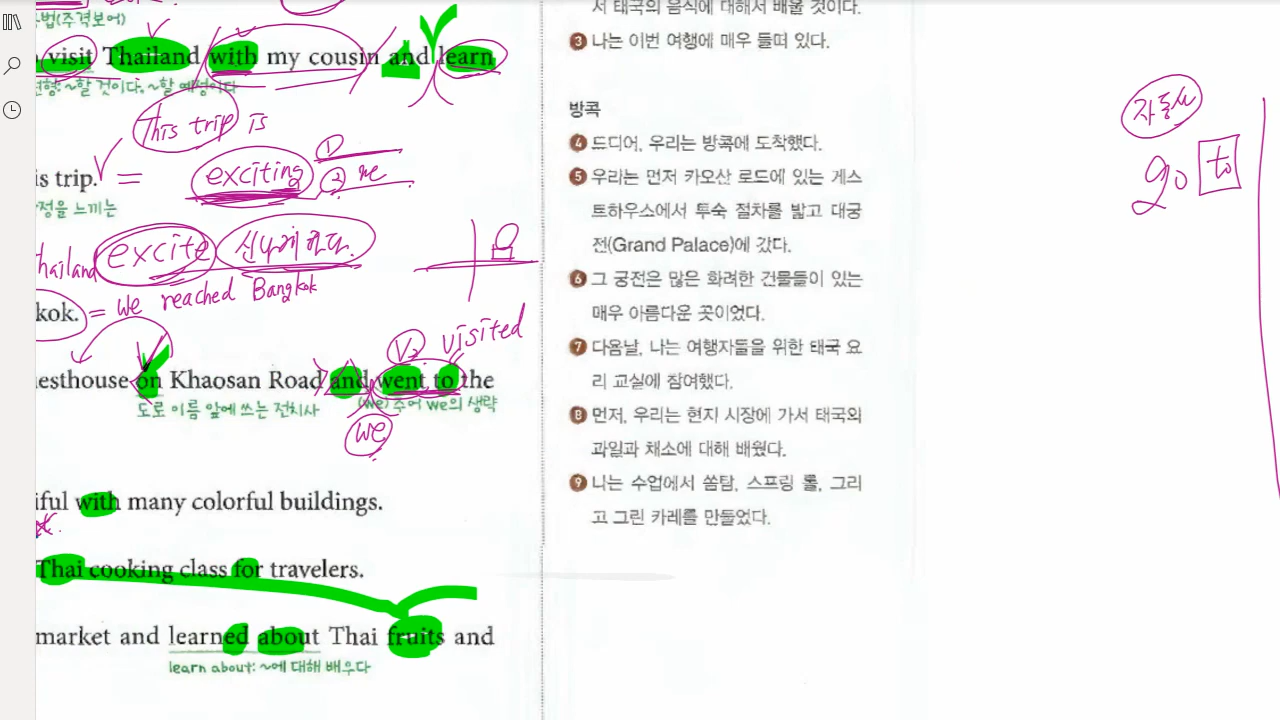 법(주격보어)
visit Thailand with my cousin and learn
~할 것이다, ~할 예정이다
This trip is
is trip. = exciting ① ② ne
정을 느끼는
thailand excite 신나게 하다.
kok. = we reached Bangkok
V2 visited
esthouse on Khaosan Road and went to the
도로 이름 앞에 쓰는 전치사
(we) 주어 we의 생략
we
iful with many colorful buildings.
Thai cooking class for travelers.
market and learned about Thai fruits and
learn about: ~에 대해 배우다
서 태국의 음식에 대해서 배울 것이다.
③ 나는 이번 여행에 매우 들떠 있다.
방콕
④ 드디어, 우리는 방콕에 도착했다.
⑤ 우리는 먼저 카오산 로드에 있는 게스
트하우스에서 투숙 절차를 밟고 대궁
전(Grand Palace)에 갔다.
⑥ 그 궁전은 많은 화려한 건물들이 있는
매우 아름다운 곳이었다.
⑦ 다음날, 나는 여행자들을 위한 태국 요
리 교실에 참여했다.
⑧ 먼저, 우리는 현지 시장에 가서 태국의
과일과 채소에 대해 배웠다.
⑨ 나는 수업에서 쏨탐, 스프링 롤, 그리
고 그린 카레를 만들었다.
자동사
go to